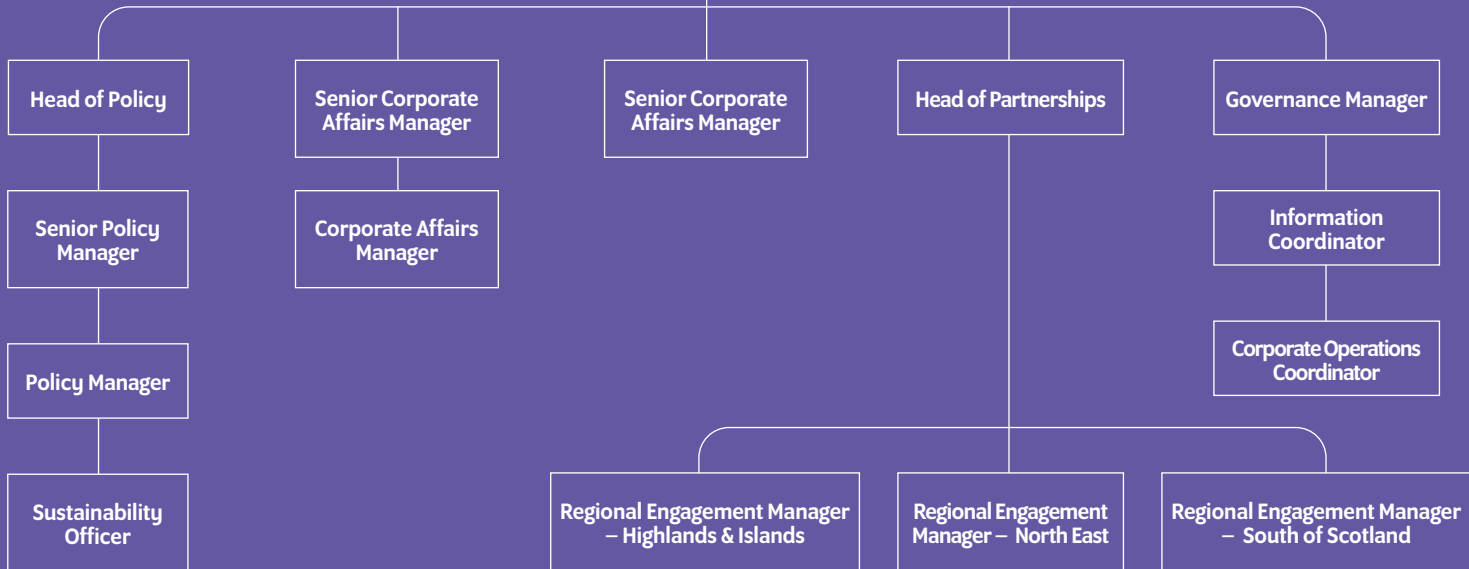 Head of Policy
Senior Corporate
Affairs Manager
Senior Corporate
Affairs Manager
Head of Partnerships
Governance Manager
Senior Policy
Manager
Corporate Affairs
Manager
Information
Coordinator
Policy Manager
Corporate Operations
Coordinator
Sustainability
Officer
Regional Engagement Manager
– Highlands & Islands
Regional Engagement
Manager – North East
Regional Engagement Manager
– South of Scotland